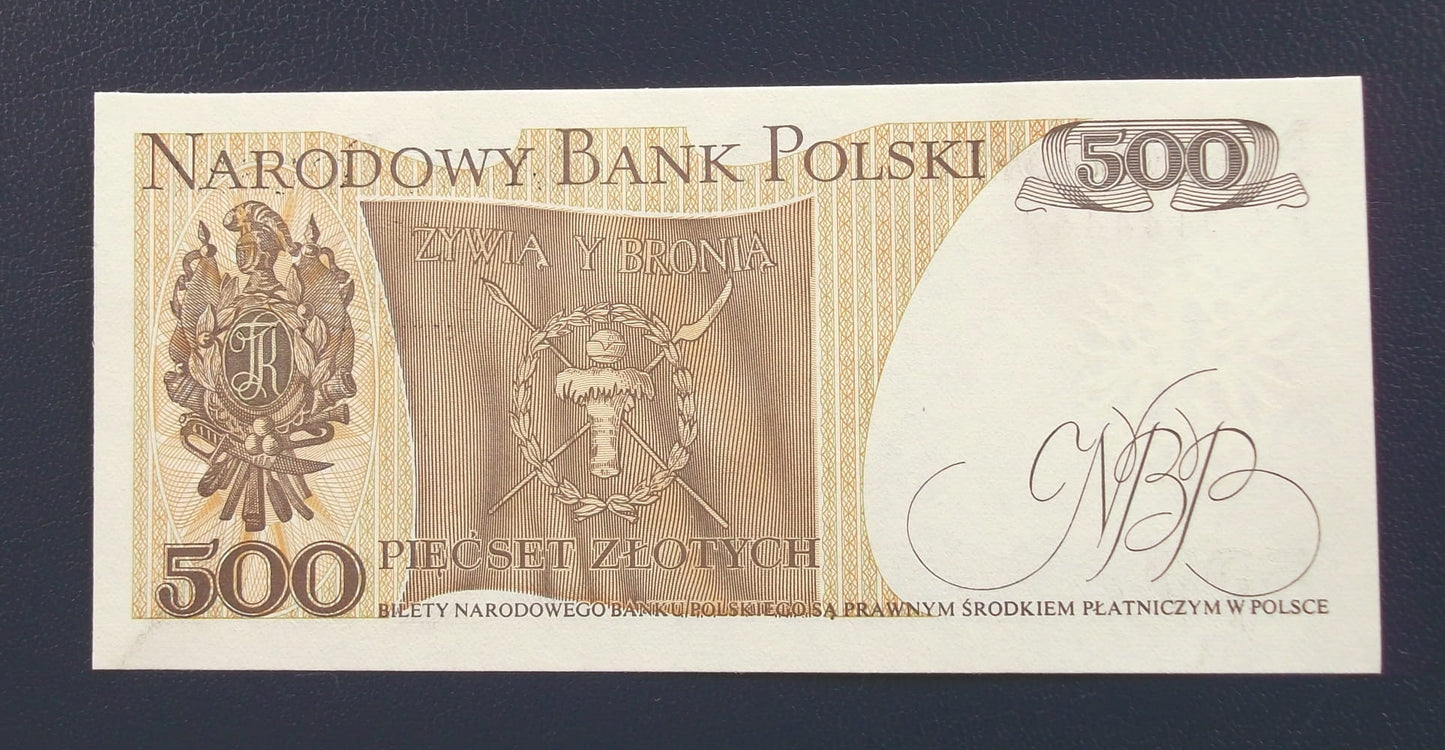 NARODOWY BANK POLSKI
500
ŻYWIĄ Y BRONIĄ
TK
NBP
500
PIĘĆSET ZŁOTYCH
BILETY NARODOWEGO BANKU POLSKIEGO SĄ PRAWNYM ŚRODKIEM PŁATNICZYM W POLSCE